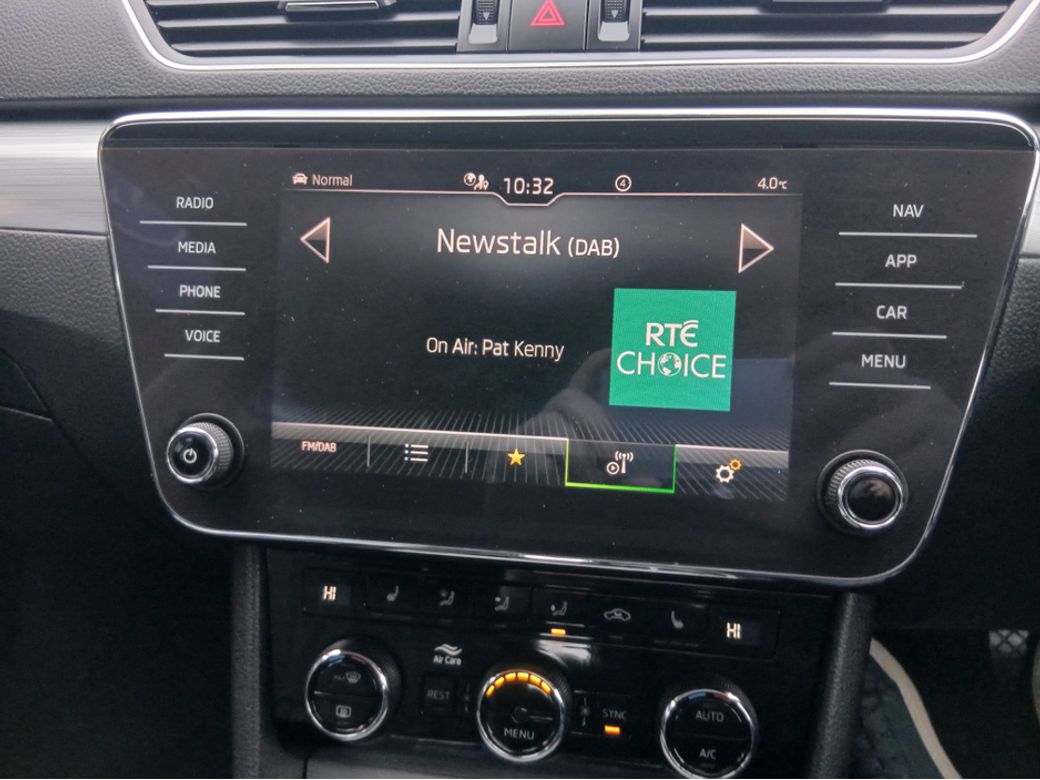 Normal
10:32
4
4.0°c
RADIO
MEDIA
PHONE
VOICE
Newstalk (DAB)
On Air: Pat Kenny
RTÉ
CHOICE
NAV
APP
CAR
MENU
FM/DAB
HI
HI
Air Care
MAX
REST
MENU
SYNC
AUTO
A/C